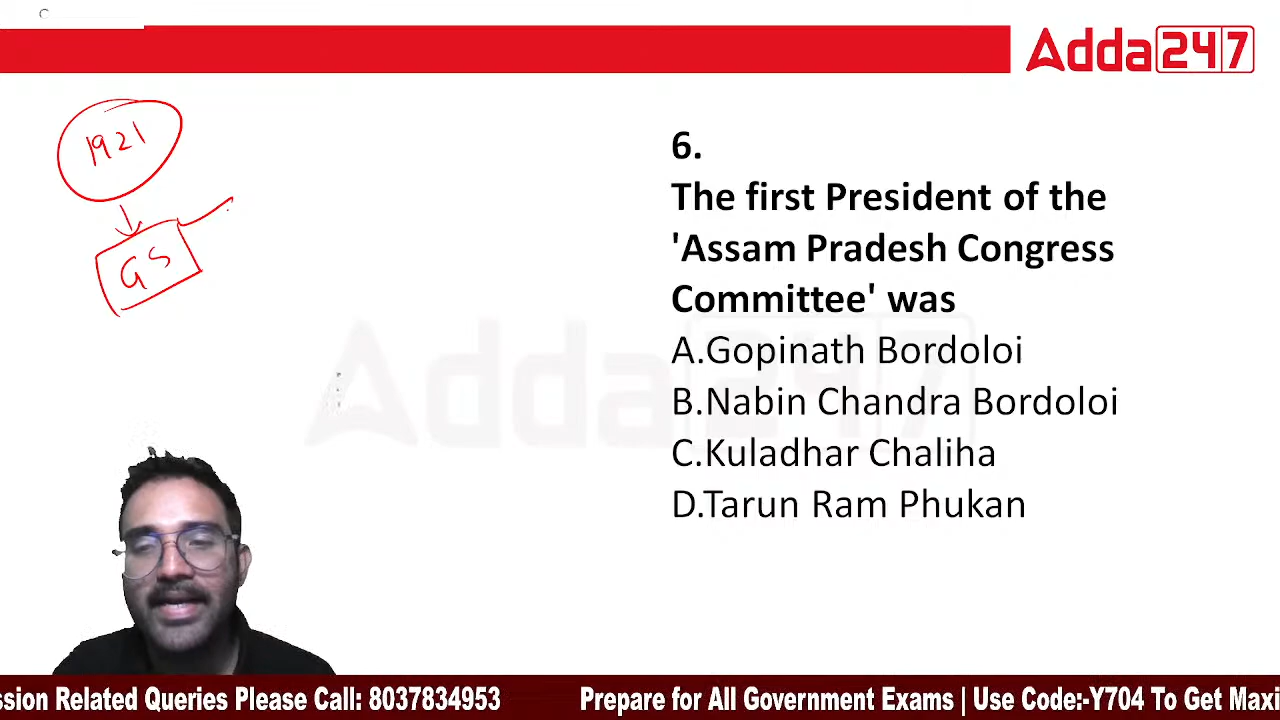 Adda247
1921
GS
6.
The first President of the
'Assam Pradesh Congress
Committee' was
A.Gopinath Bordoloi
B.Nabin Chandra Bordoloi
C.Kuladhar Chaliha
D.Tarun Ram Phukan
Adda247
ssion Related Queries Please Call: 8037834953 Prepare for All Government Exams | Use Code:-Y704 To Get Maxi